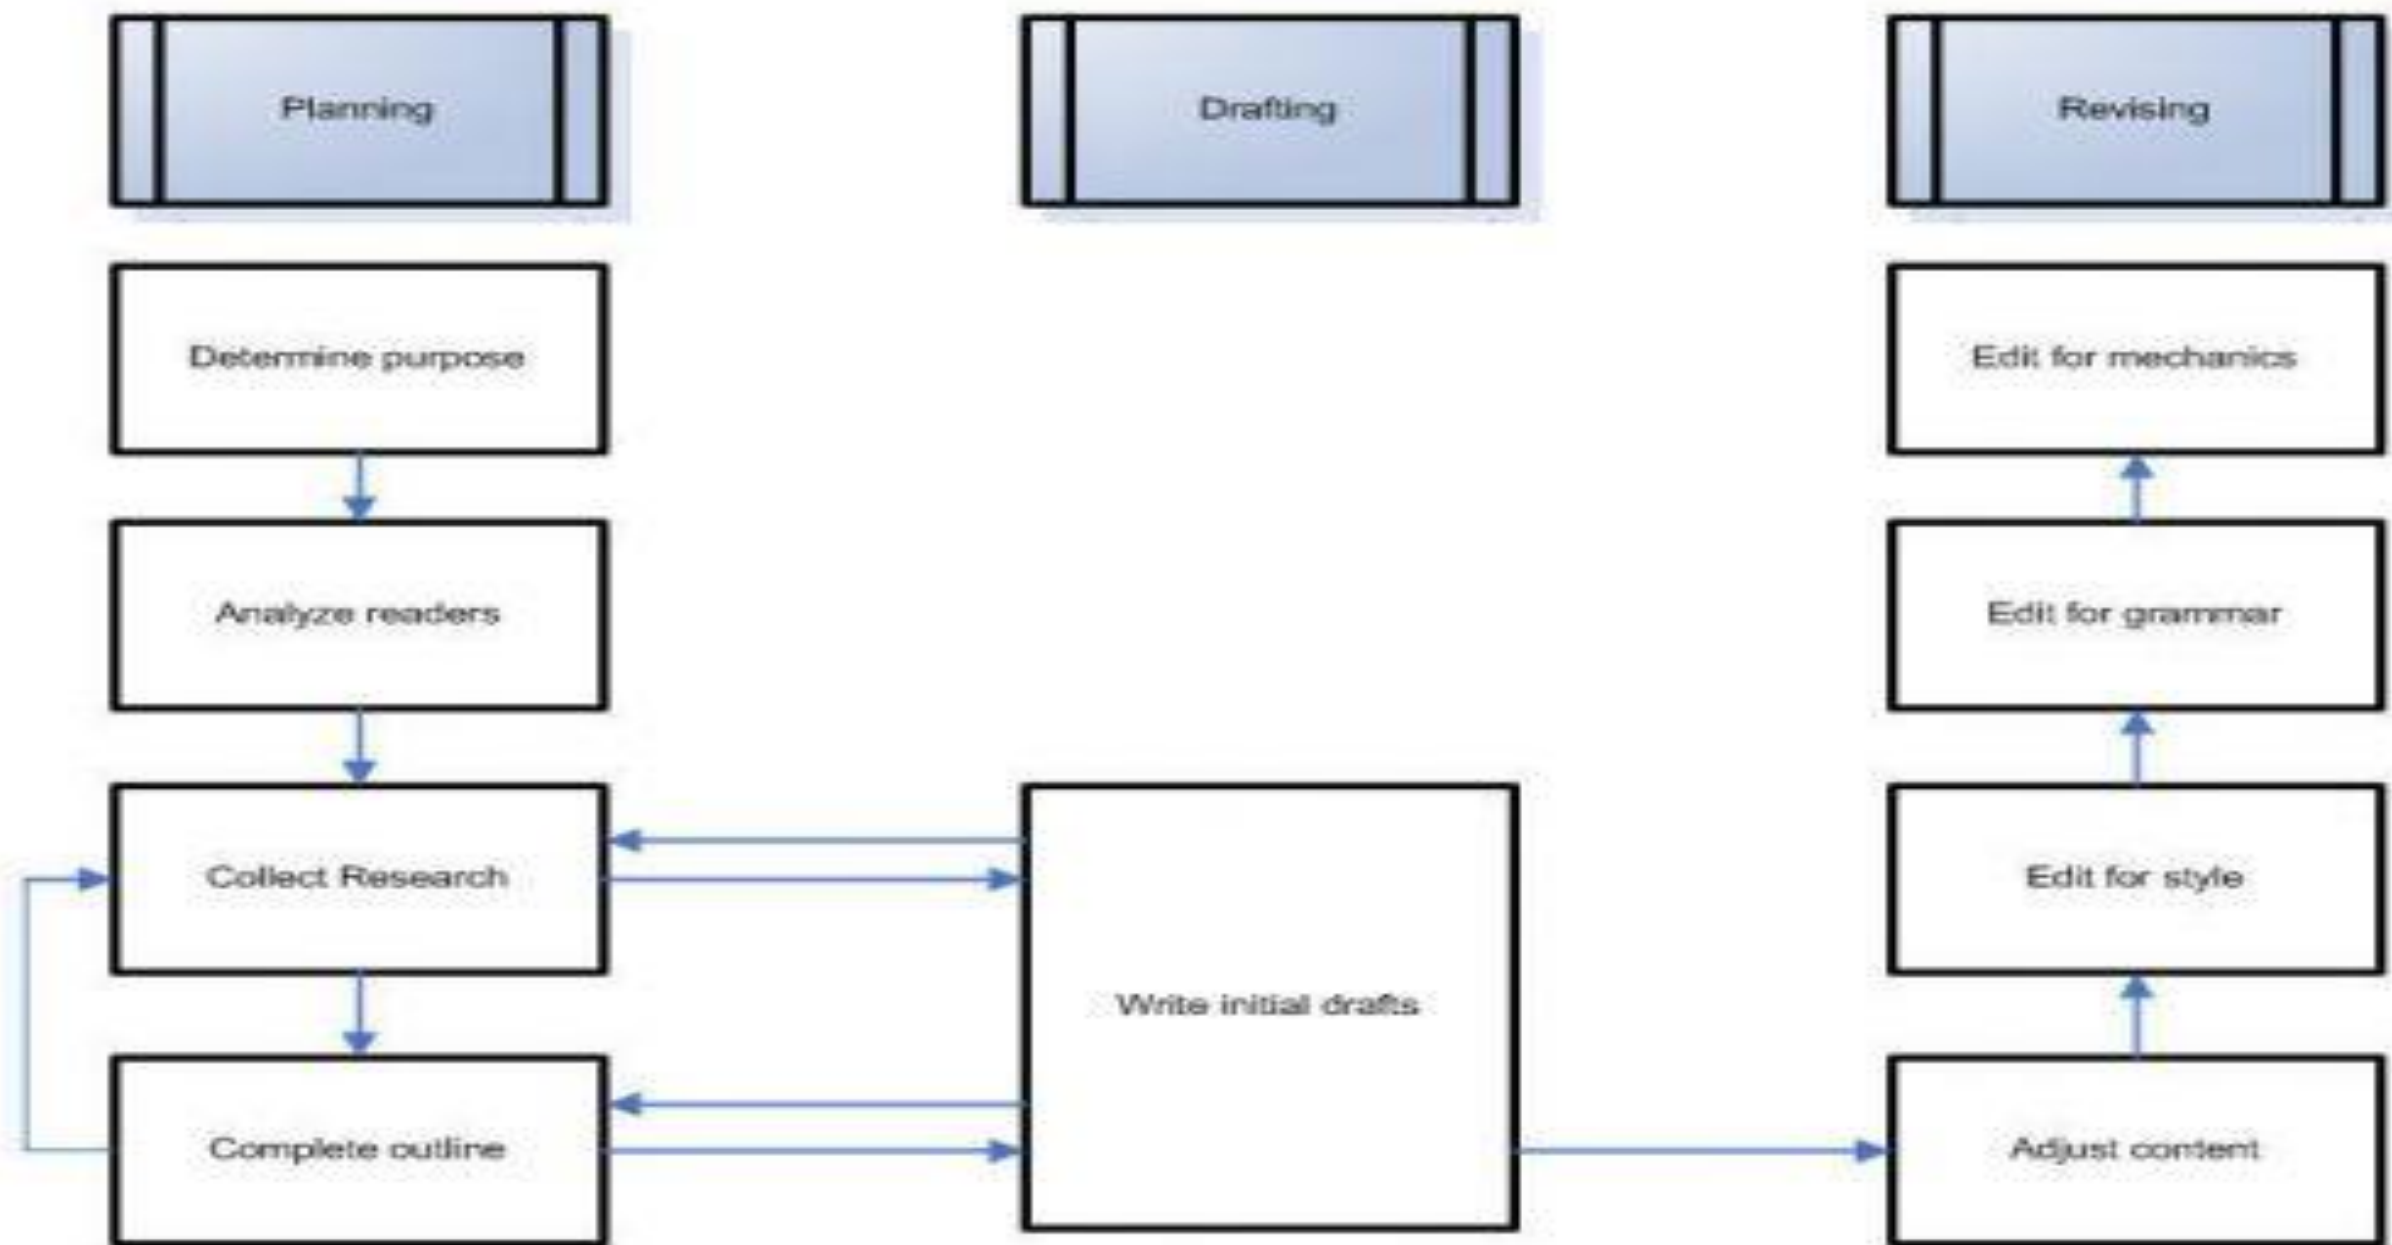 Planning
Drafting
Revising
Determine purpose
Edit for mechanics
Analyze readers
Edit for grammar
Collect Research
Edit for style
Write initial drafts
Complete outline
Adjust content